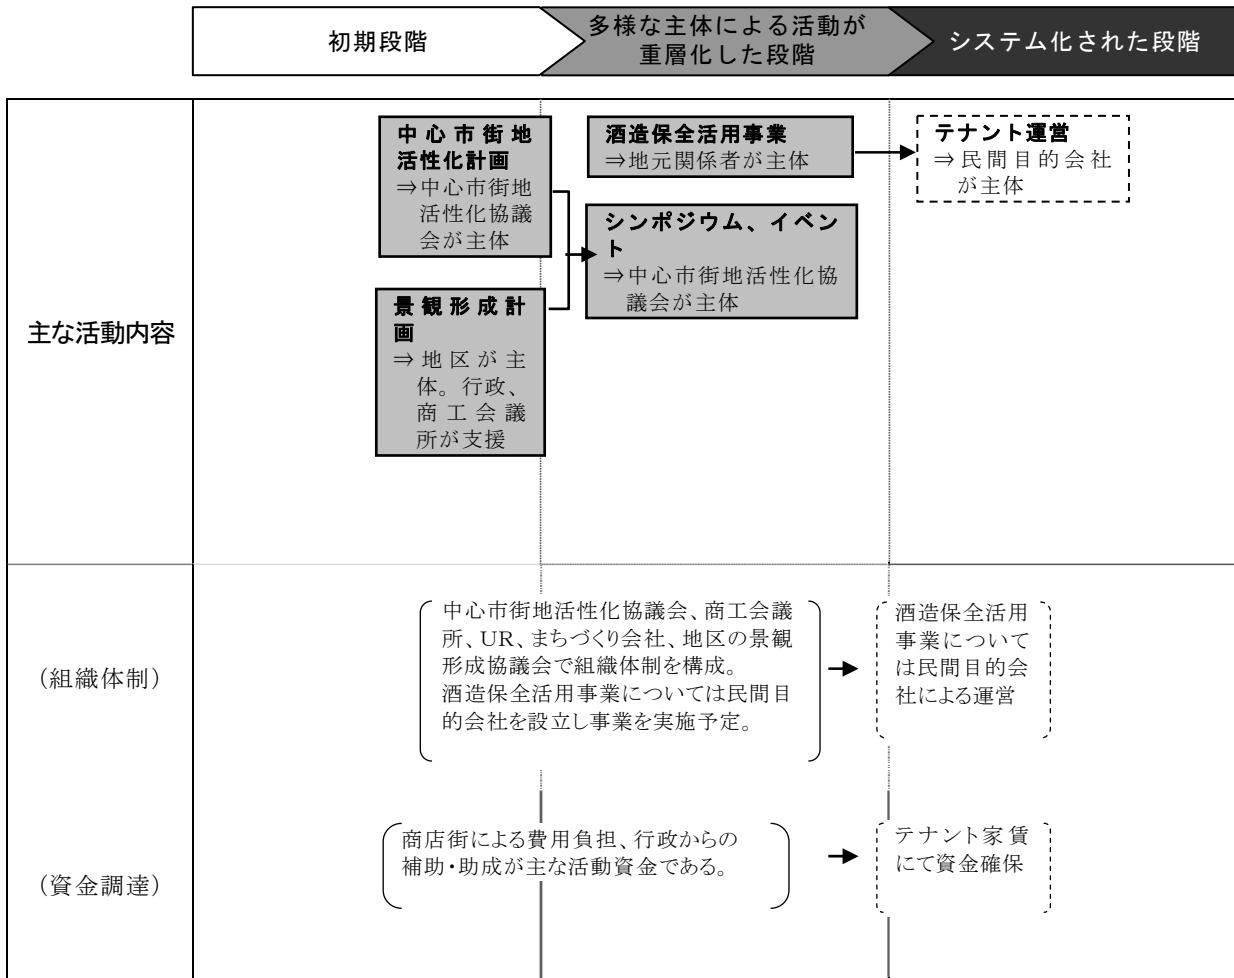 初期段階
多様な主体による活動が
重層化した段階
システム化された段階
主な活動内容
中心市街地
活性化計画
⇒中心市街地
活性化協議
会が主体
景観形成計
画
⇒地区が主
体。行政、
商工会議
所が支援
酒造保全活用事業
⇒地元関係者が主体
シンポジウム、イベン
ト
⇒中心市街地活性化協
議会が主体
テナント運営
⇒民間目的会社
が主体
（組織体制）
中心市街地活性化協議会、商工会議
所、UR、まちづくり会社、地区の景観
形成協議会で組織体制を構成。
酒造保全活用事業については民間目
的会社を設立し事業を実施予定。
酒造保全活用
事業について
は民間目的会
社による運営
（資金調達）
商店街による費用負担、行政からの
補助・助成が主な活動資金である。
テナント家賃
にて資金確保